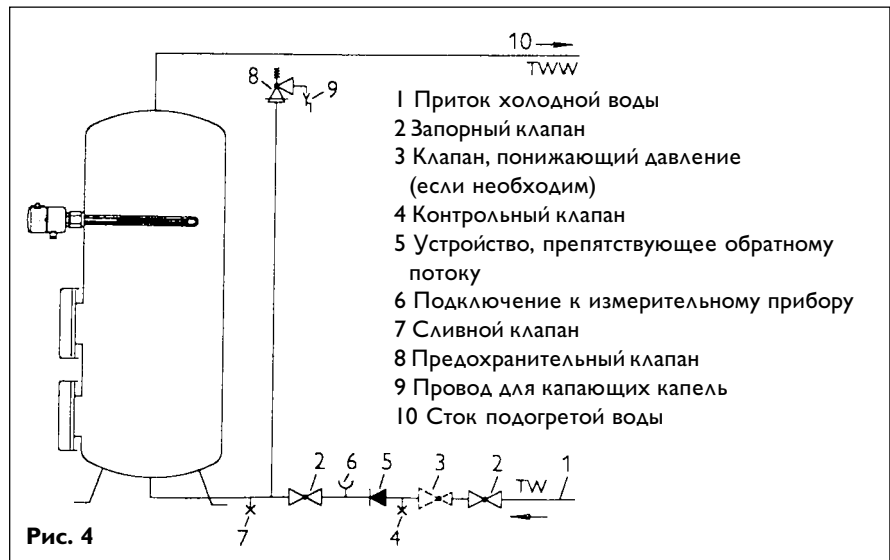 10
TWW
8
9
1 Приток холодной воды
2 Запорный клапан
3 Клапан, понижающий давление
(если необходим)
4 Контрольный клапан
5 Устройство, препятствующее обратному
потоку
6 Подключение к измерительному прибору
7 Сливной клапан
8 Предохранительный клапан
9 Провод для капающих капель
10 Сток подогретой воды
2 6 5 3 2 TW 1
7 4
Рис. 4